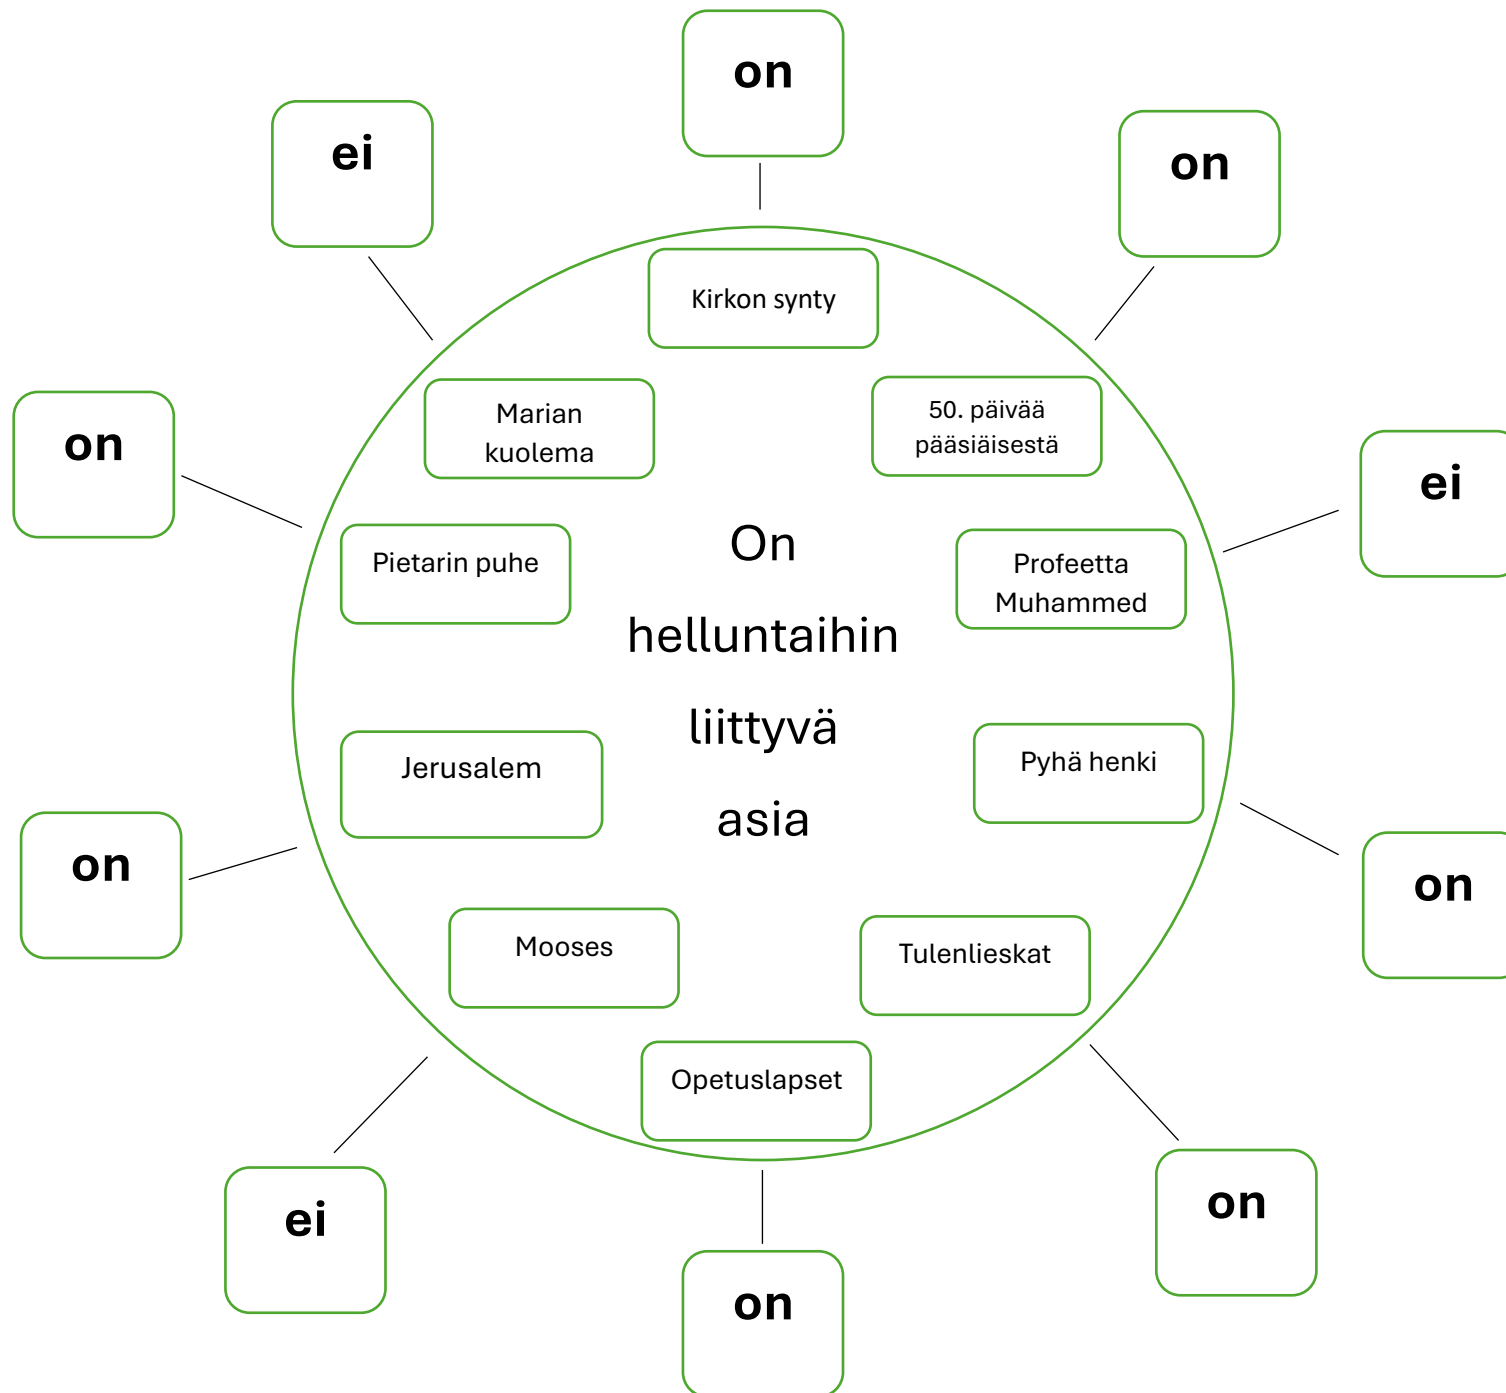 on
ei
on
Kirkon synty
Marian
kuolema
50. päivää
pääsiäisestä
on
ei
Pietarin puhe
On
helluntaihin
liittyvä
asia
Profeetta
Muhammed
Jerusalem
Pyhä henki
on
on
Mooses
Tulenlieskat
Opetuslapset
ei
on
on